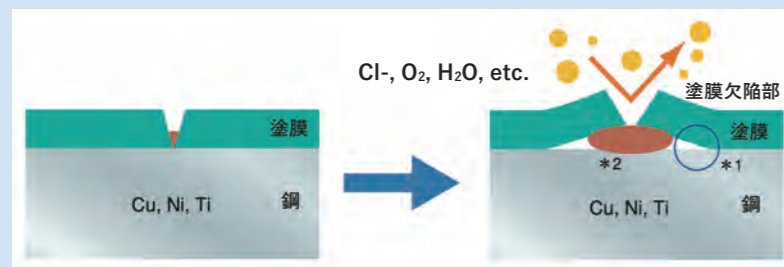 塗膜
Cu, Ni, Ti 鋼
Cl-, O₂, H₂O, etc.
塗膜欠陥部
塗膜
*2 *1
Cu, Ni, Ti 鋼